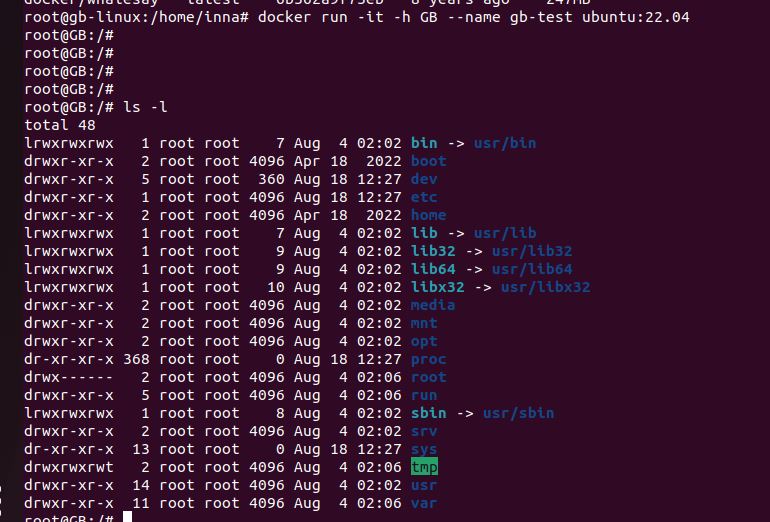 docker/whalesay   latest    6b362a9f73eb   8 years ago    247MB
root@gb-linux:/home/inna# docker run -it -h GB --name gb-test ubuntu:22.04
root@GB:/#
root@GB:/#
root@GB:/#
root@GB:/#
root@GB:/# ls -l
total 48
lrwxrwxrwx   1 root root    7 Aug  4 02:02 bin -> usr/bin
drwxr-xr-x   2 root root 4096 Apr 18  2022 boot
drwxr-xr-x   5 root root  360 Aug 18 12:27 dev
drwxr-xr-x   1 root root 4096 Aug 18 12:27 etc
drwxr-xr-x   2 root root 4096 Apr 18  2022 home
lrwxrwxrwx   1 root root    7 Aug  4 02:02 lib -> usr/lib
lrwxrwxrwx   1 root root    9 Aug  4 02:02 lib32 -> usr/lib32
lrwxrwxrwx   1 root root    9 Aug  4 02:02 lib64 -> usr/lib64
lrwxrwxrwx   1 root root   10 Aug  4 02:02 libx32 -> usr/libx32
drwxr-xr-x   2 root root 4096 Aug  4 02:02 media
drwxr-xr-x   2 root root 4096 Aug  4 02:02 mnt
drwxr-xr-x   2 root root 4096 Aug  4 02:02 opt
dr-xr-xr-x 368 root root    0 Aug 18 12:27 proc
drwx------   2 root root 4096 Aug  4 02:06 root
drwxr-xr-x   5 root root 4096 Aug  4 02:06 run
lrwxrwxrwx   1 root root    8 Aug  4 02:02 sbin -> usr/sbin
drwxr-xr-x   2 root root 4096 Aug  4 02:02 srv
dr-xr-xr-x  13 root root    0 Aug 18 12:27 sys
drwxrwxrwt   2 root root 4096 Aug  4 02:06 tmp
drwxr-xr-x  14 root root 4096 Aug  4 02:02 usr
drwxr-xr-x  11 root root 4096 Aug  4 02:06 var
root@GB:/#